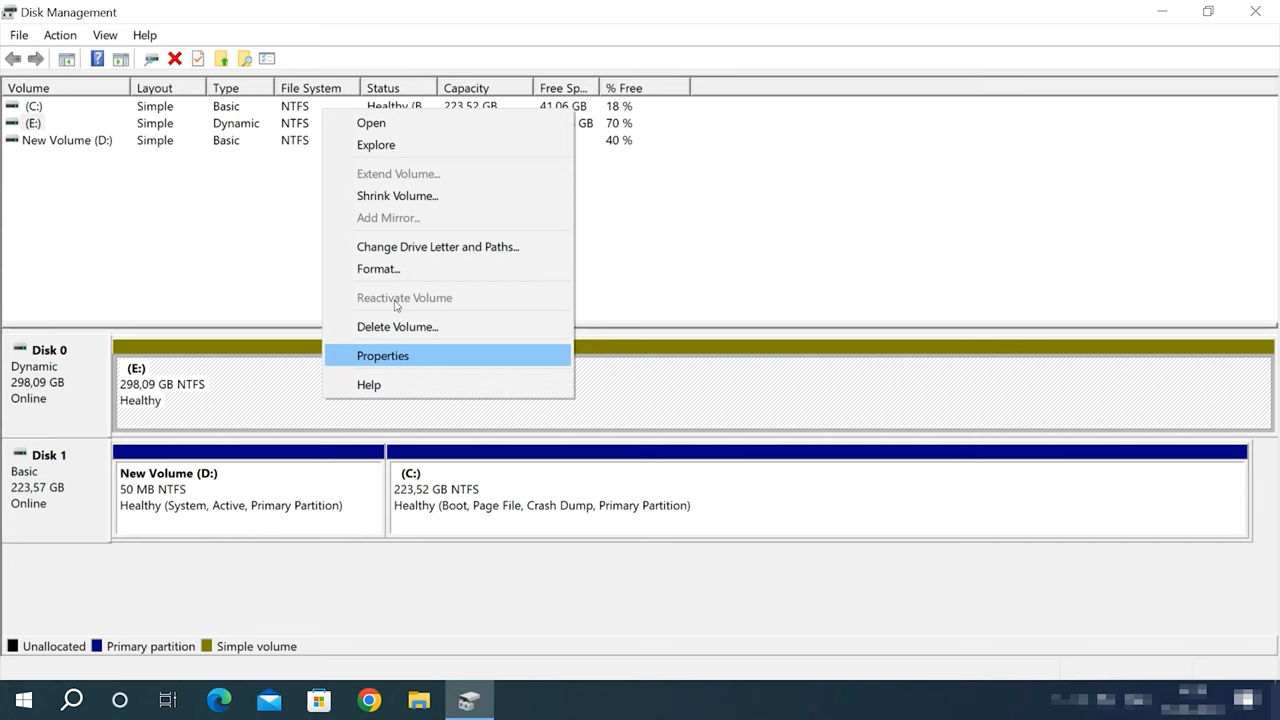 Disk Management
File Action View Help
Volume Layout Type File System Status Capacity Free Sp... % Free
(C:) Simple Basic NTFS Healthy (B... 223,52 GB 41,06 GB 18 %
(E:) Simple Dynamic NTFS GB 70 %
New Volume (D:) Simple Basic NTFS 40 %
Open
Explore
Extend Volume...
Shrink Volume...
Add Mirror...
Change Drive Letter and Paths...
Format...
Reactivate Volume
Delete Volume...
Properties
Help
Disk 0
Dynamic
298,09 GB
Online
(E:)
298,09 GB NTFS
Healthy
Disk 1
Basic
223,57 GB
Online
New Volume (D:)
50 MB NTFS
Healthy (System, Active, Primary Partition)
(C:)
223,52 GB NTFS
Healthy (Boot, Page File, Crash Dump, Primary Partition)
Unallocated Primary partition Simple volume